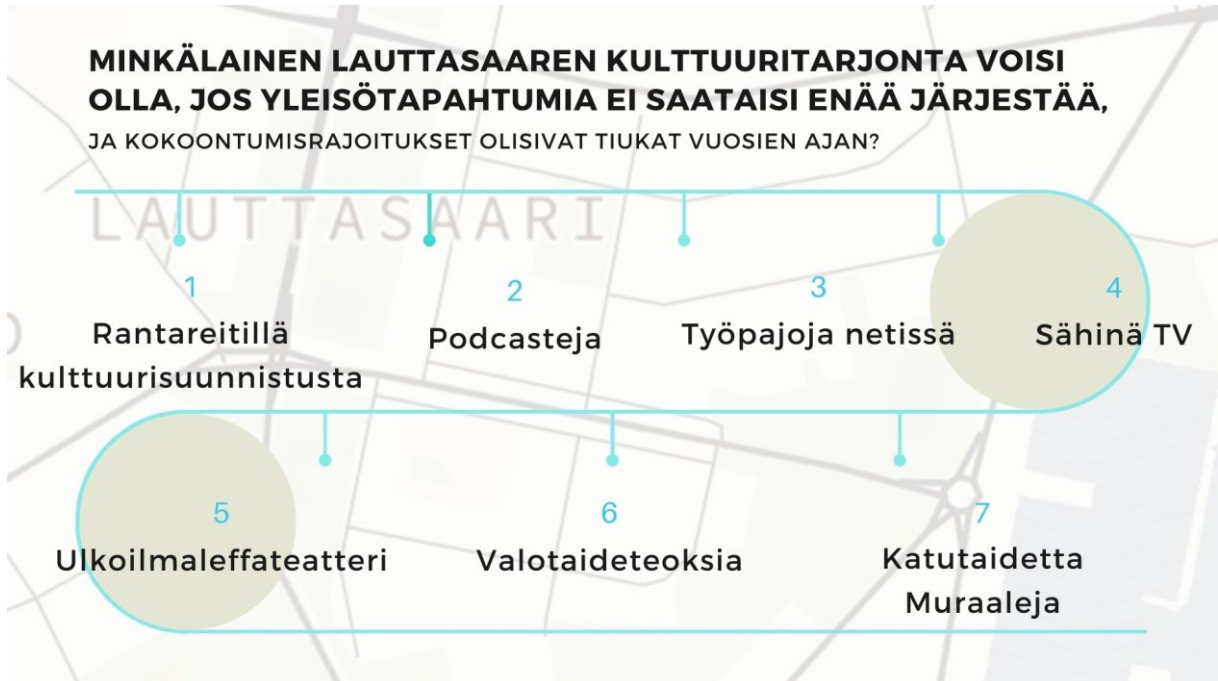 MINKÄLAINEN LAUTTASAAREN KULTTUURITARJONTA VOISI
OLLA, JOS YLEISÖTAPAHTUMIA EI SAATAISI ENÄÄ JÄRJESTÄÄ,
JA KOKOONTUMISRAJOITUKSET OLISIVAT TIUKAT VUOSIEN AJAN?
LAUTTASAARI
1
Rantareitillä
kulttuurisuunnistusta
2
Podcasteja
3
Työpajoja netissä
4
Sähinä TV
5
Ulkoilmaleffateatteri
6
Valotaideteoksia
7
Katutaidetta
Muraaleja